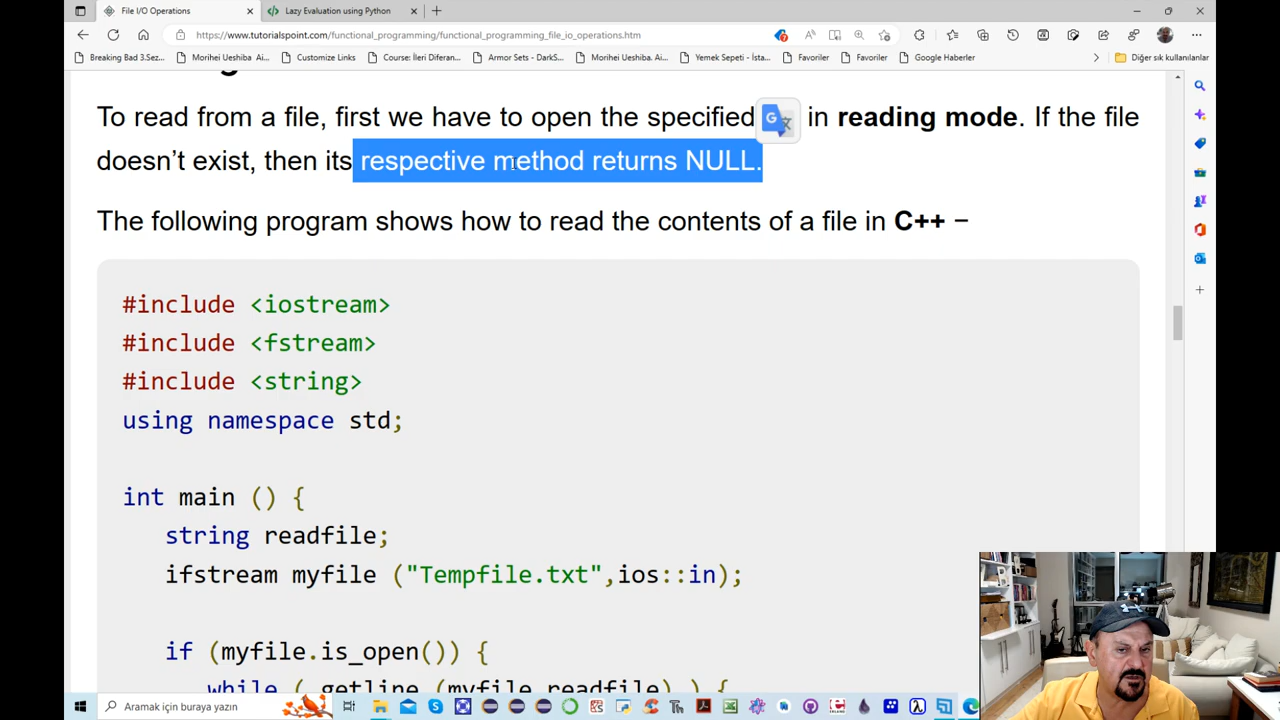 File I/O Operations
Lazy Evaluation using Python
https://www.tutorialspoint.com/functional_programming/functional_programming_file_io_operations.htm
Breaking Bad 3.Sez... Morihei Ueshiba Ai... Customize Links Course: İleri Diferan... Armor Sets - DarkS... Morihei Ueshiba. Ai... Yemek Sepeti - İsta... Favoriler Favoriler Google Haberler Diğer sık kullanılanlar
To read from a file, first we have to open the specified in reading mode. If the file
doesn’t exist, then its respective method returns NULL.
The following program shows how to read the contents of a file in C++ −
#include <iostream>
#include <fstream>
#include <string>
using namespace std;
int main () {
string readfile;
ifstream myfile ("Tempfile.txt",ios::in);
if (myfile.is_open()) {
while ( getline (myfile,readfile) ) {
Aramak için buraya yazın